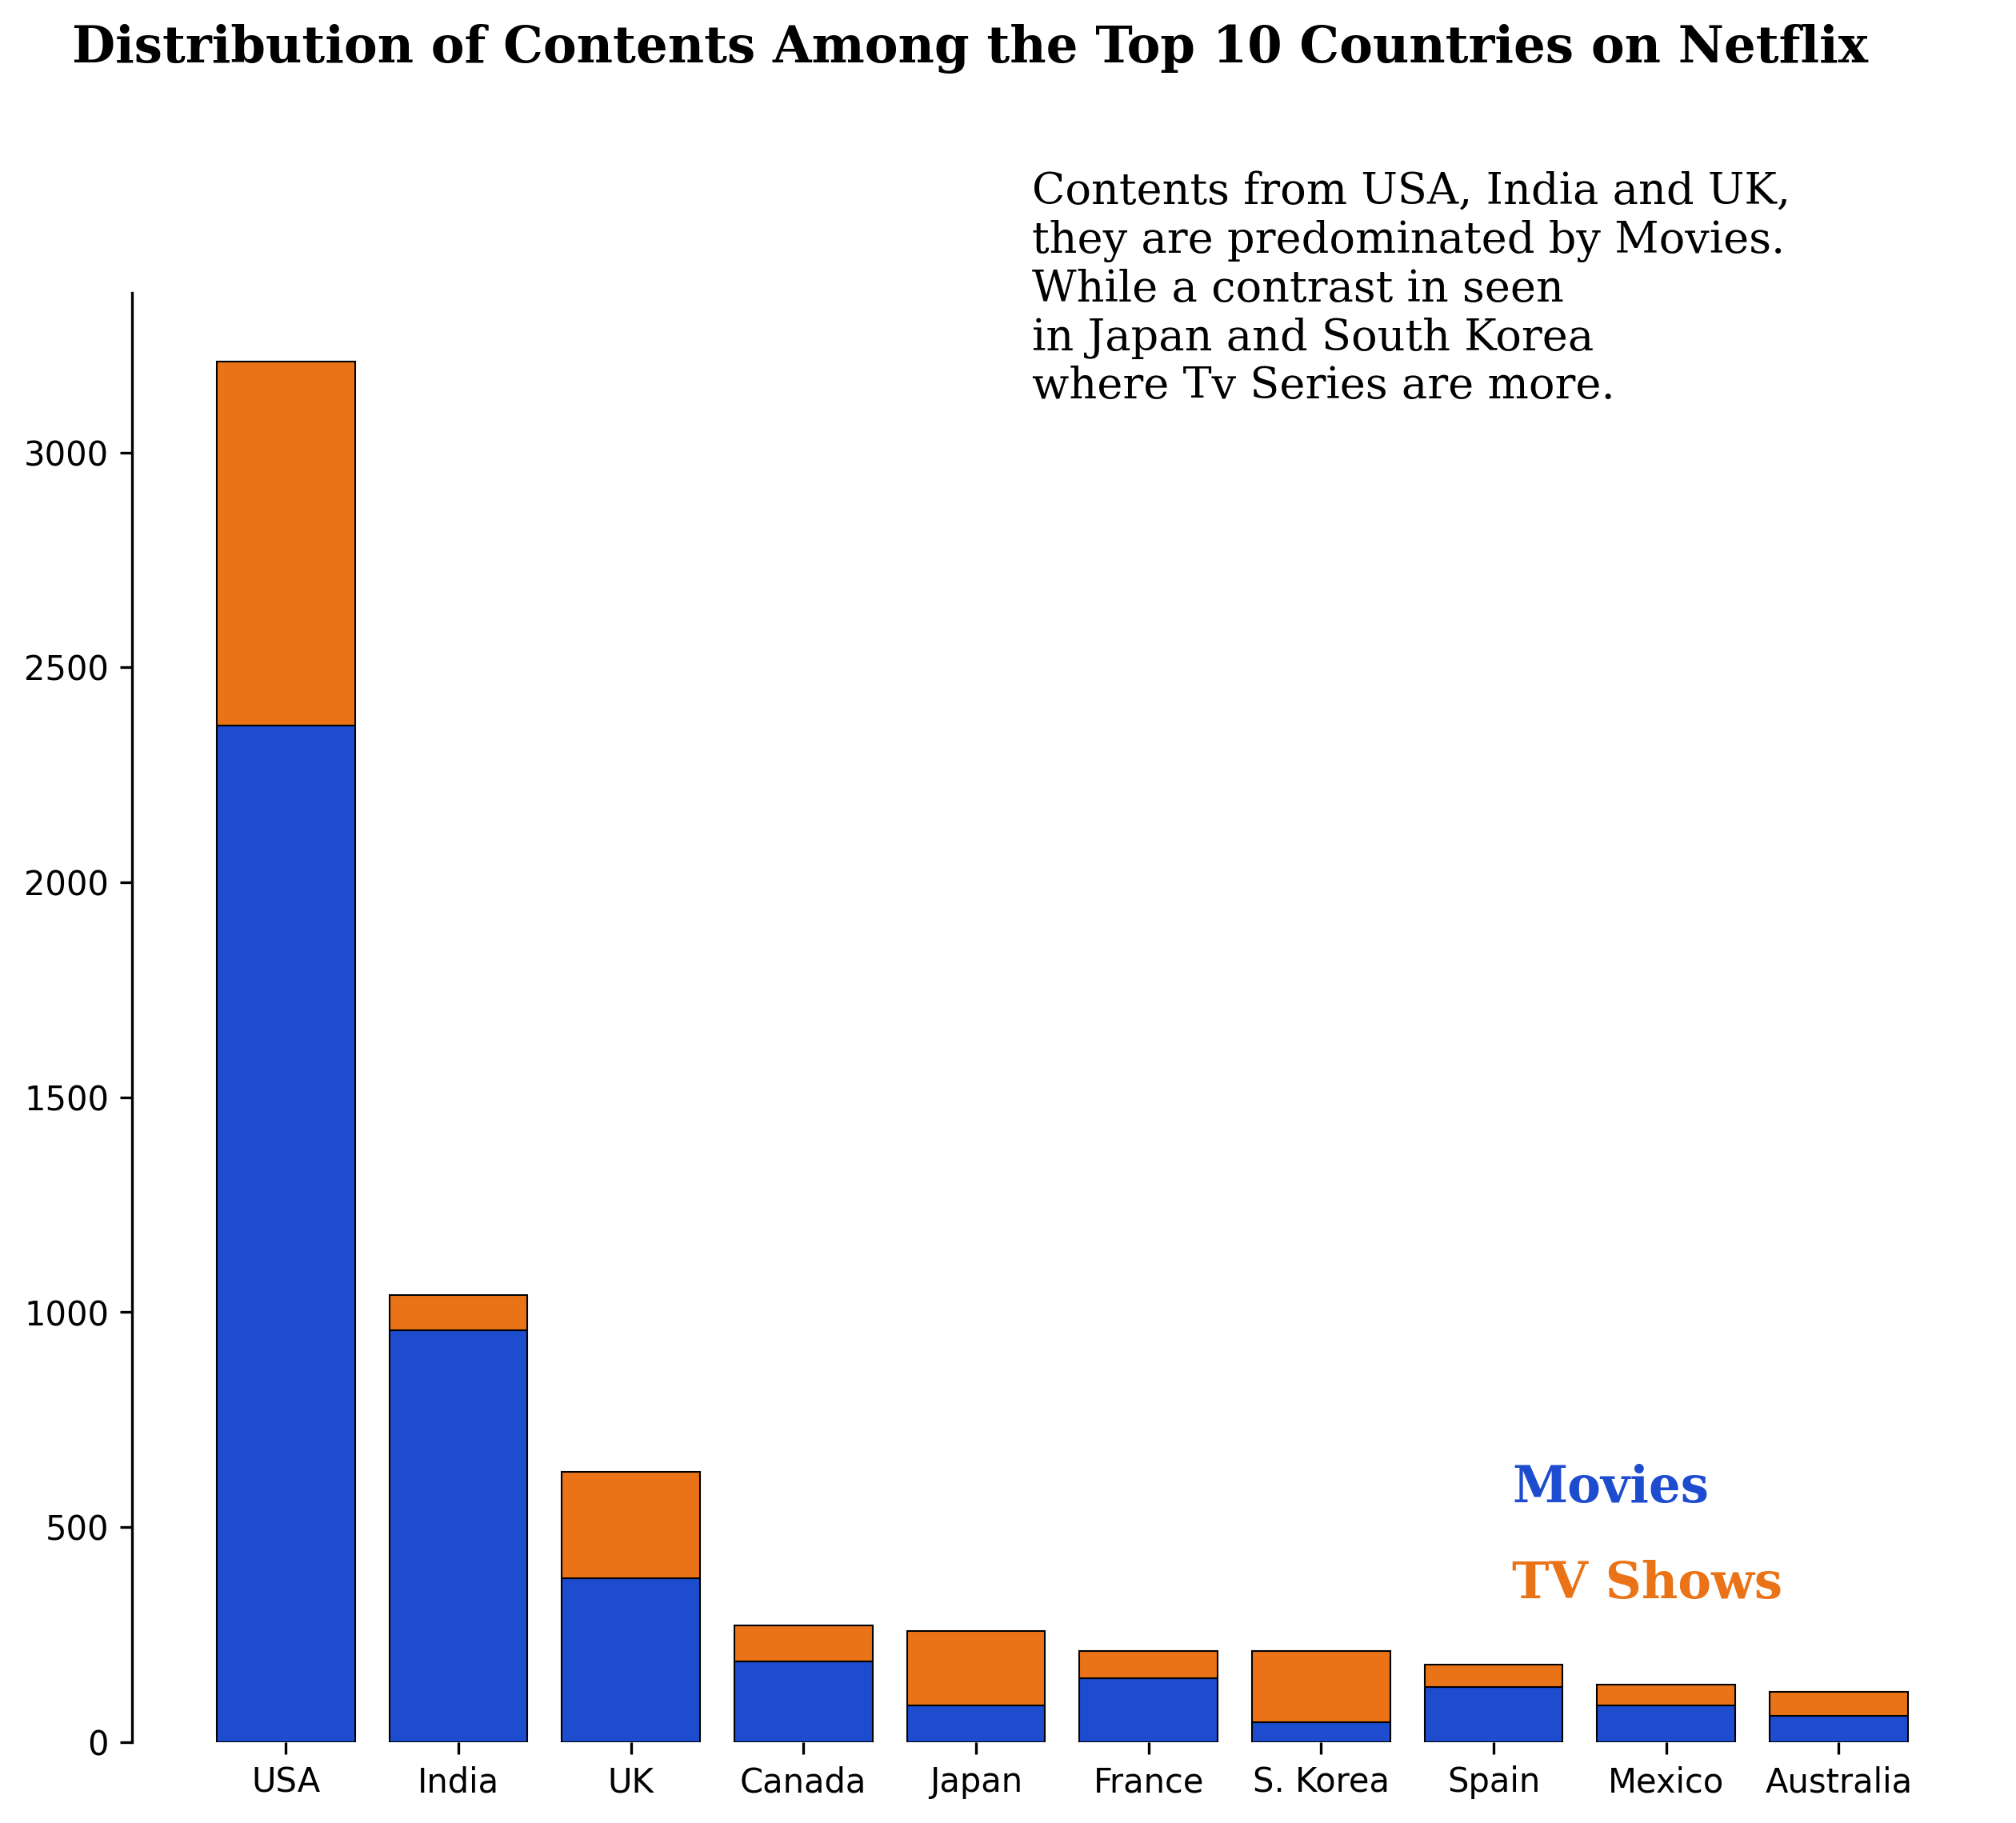 Distribution of Contents Among the Top 10 Countries on Netflix
Contents from USA, India and UK,
they are predominated by Movies.
While a contrast in seen
in Japan and South Korea
where Tv Series are more.
3000
2500
2000
1500
1000
500
0
Movies
TV Shows
USA India UK Canada Japan France S. Korea Spain Mexico Australia